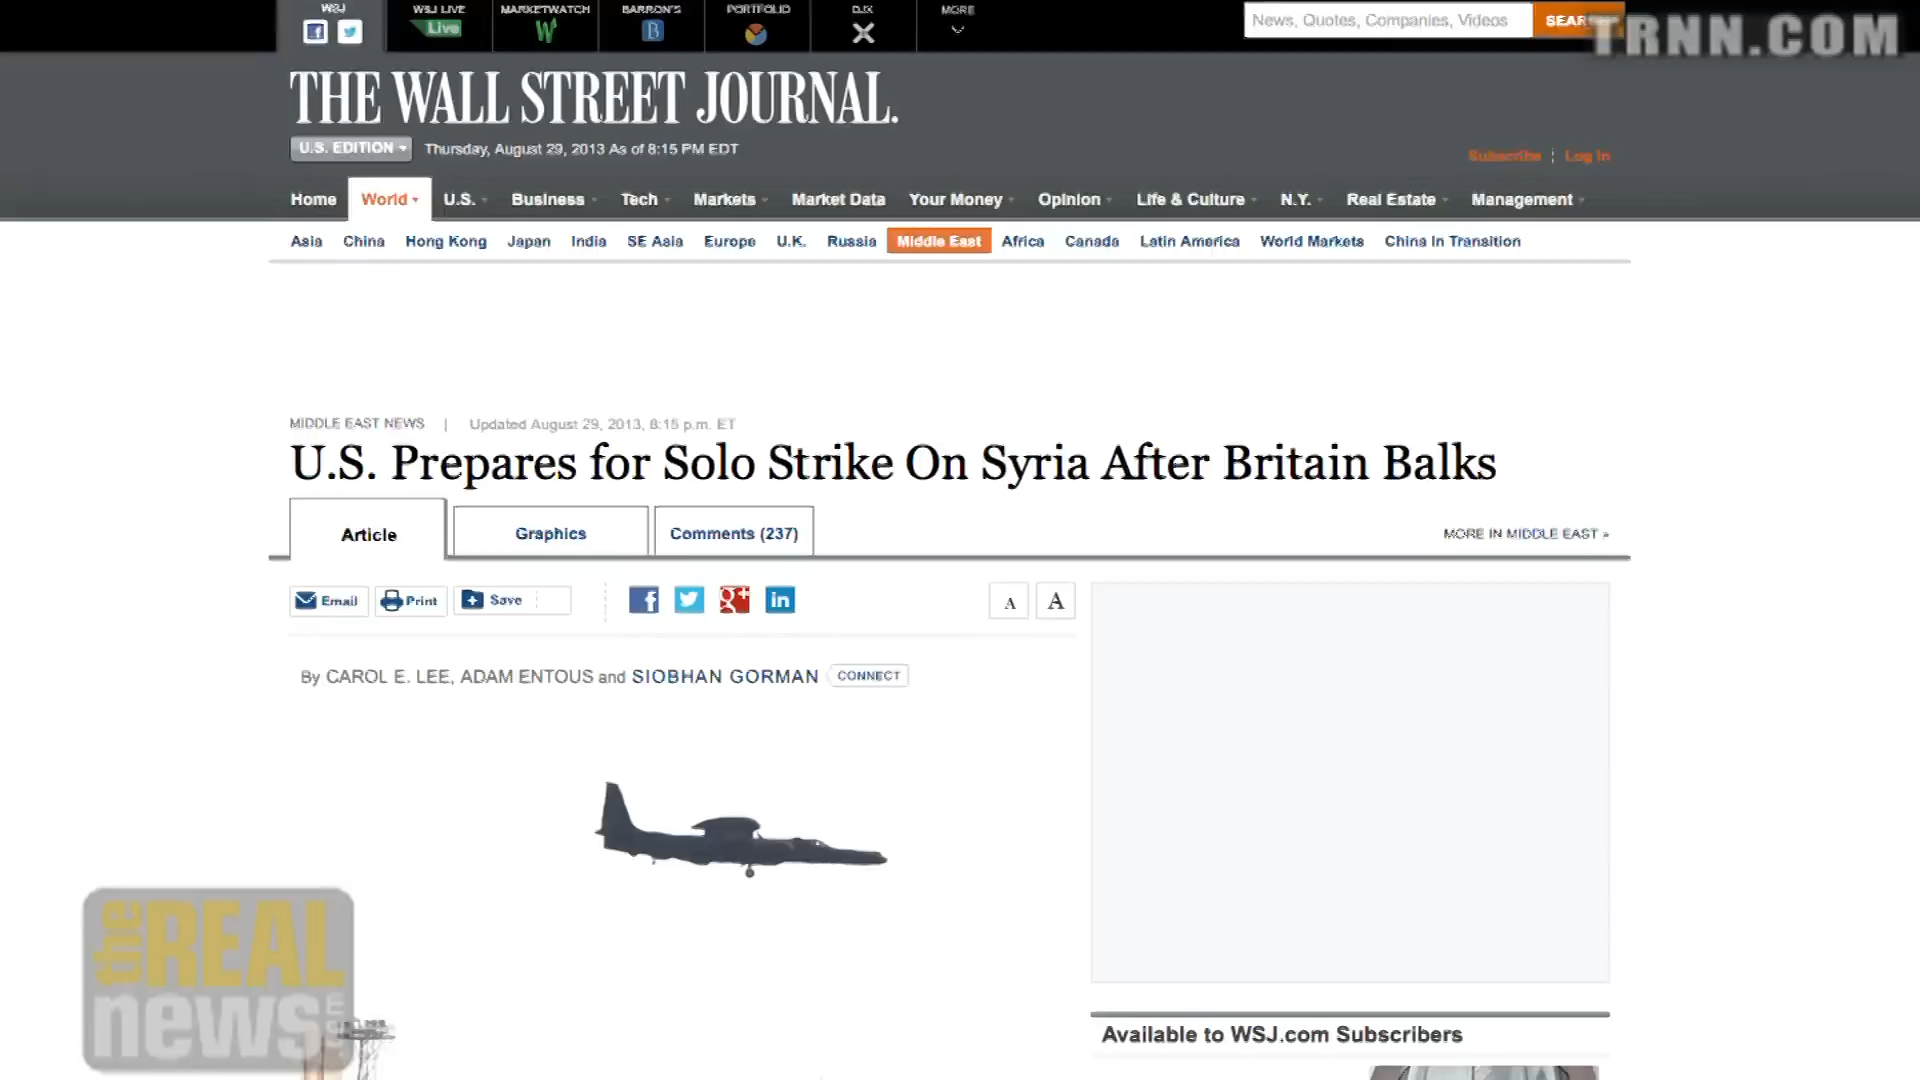 WSJ
WSJ LIVE
MARKETWATCH
BARRON'S
PORTFOLIO
DJX
MORE
Live
News, Quotes, Companies, Videos
SEAR
TRNN.COM
THE WALL STREET JOURNAL.
U.S. EDITION
Thursday, August 29, 2013 As of 8:15 PM EDT
Subscribe
Log In
Home World U.S. Business Tech Markets Market Data Your Money Opinion Life & Culture N.Y. Real Estate Management
Asia China Hong Kong Japan India SE Asia Europe U.K. Russia Middle East Africa Canada Latin America World Markets China In Transition
MIDDLE EAST NEWS | Updated August 29, 2013, 8:15 p.m. ET
U.S. Prepares for Solo Strike On Syria After Britain Balks
Article
Graphics
Comments (237)
MORE IN MIDDLE EAST »
Email
Print
Save
A A
By CAROL E. LEE, ADAM ENTOUS and SIOBHAN GORMAN CONNECT
the REAL
news.com
Available to WSJ.com Subscribers